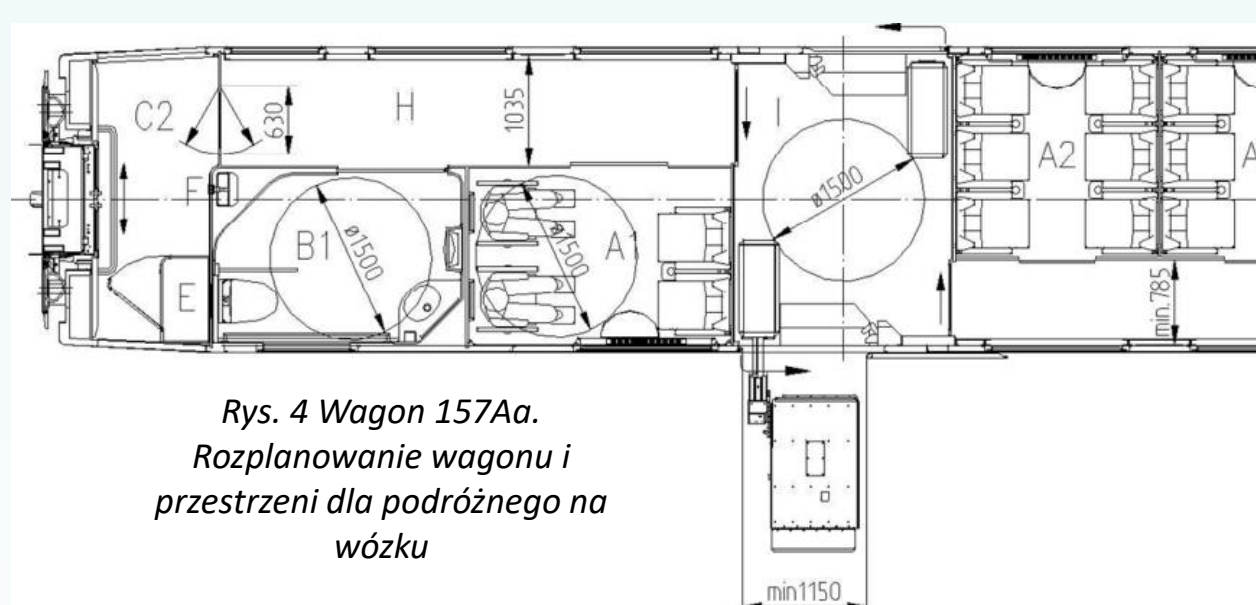 C2
630
H
1035
I
A2
A
F
B1
ø1500
ø1500
A1
ø1500
E
min.785
Rys. 4 Wagon 157Aa.
Rozplanowanie wagonu i
przestrzeni dla podróżnego na
wózku
min1150